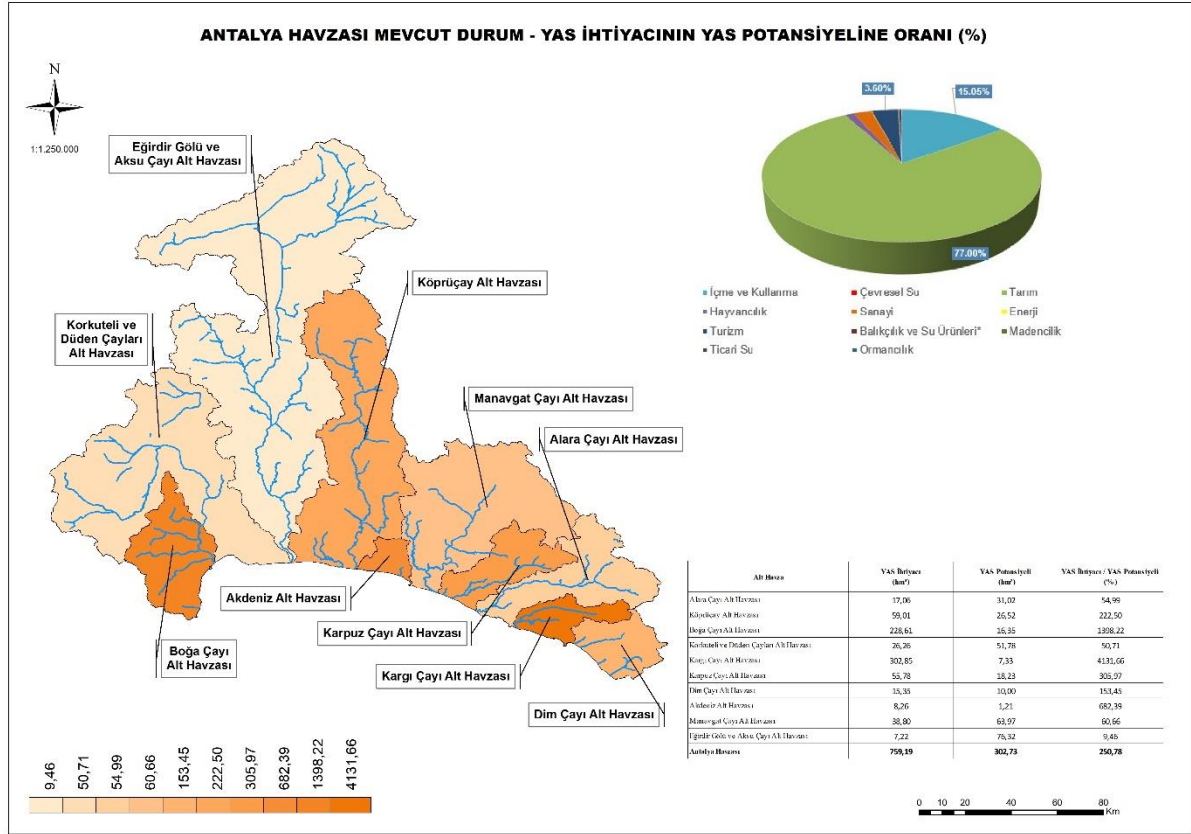 ANTALYA HAVZASI MEVCUT DURUM - YAS İHTİYACININ YAS POTANSİYELİNE ORANI (%)
N
1:1.250.000
3.60%
15.05%
77.00%
İçme ve Kullanma
Çevresel Su
Tarım
Hayvancılık
Sanayi
Enerji
Turizm
Balıkçılık ve Su Ürünleri*
Madencilik
Ticari Su
Ormancılık
Eğirdir Gölü ve
Aksu Çayı Alt Havzası
Köprüçay Alt Havzası
Korkuteli ve
Düden Çayları
Alt Havzası
Manavgat Çayı Alt Havzası
Alara Çayı Alt Havzası
Akdeniz Alt Havzası
Karpuz Çayı Alt Havzası
Boğa Çayı
Alt Havzası
Kargı Çayı Alt Havzası
Dim Çayı Alt Havzası
Alt Havza YAS İhtiyacı (hm³) YAS Potansiyeli (hm³) YAS İhtiyacı / YAS Potansiyeli (%)
Alara Çayı Alt Havzası 17,06 31,02 54,99
Köprüçay Alt Havzası 59,01 26,52 222,50
Boğa Çayı Alt Havzası 228,61 16,35 1398,22
Korkuteli ve Düden Çayları Alt Havzası 26,26 51,78 50,71
Kargı Çayı Alt Havzası 302,85 7,33 4131,66
Karpuz Çayı Alt Havzası 55,78 18,23 305,97
Dim Çayı Alt Havzası 15,35 10,00 153,45
Akdeniz Alt Havzası 8,26 1,21 682,39
Manavgat Çayı Alt Havzası 38,80 63,97 60,66
Eğirdir Gölü ve Aksu Çayı Alt Havzası 7,22 76,32 9,46
Antalya Havzası 759,19 302,73 250,78
9,46
50,71
54,99
60,66
153,45
222,50
305,97
682,39
1398,22
4131,66
0 10 20 40 60 80
Km